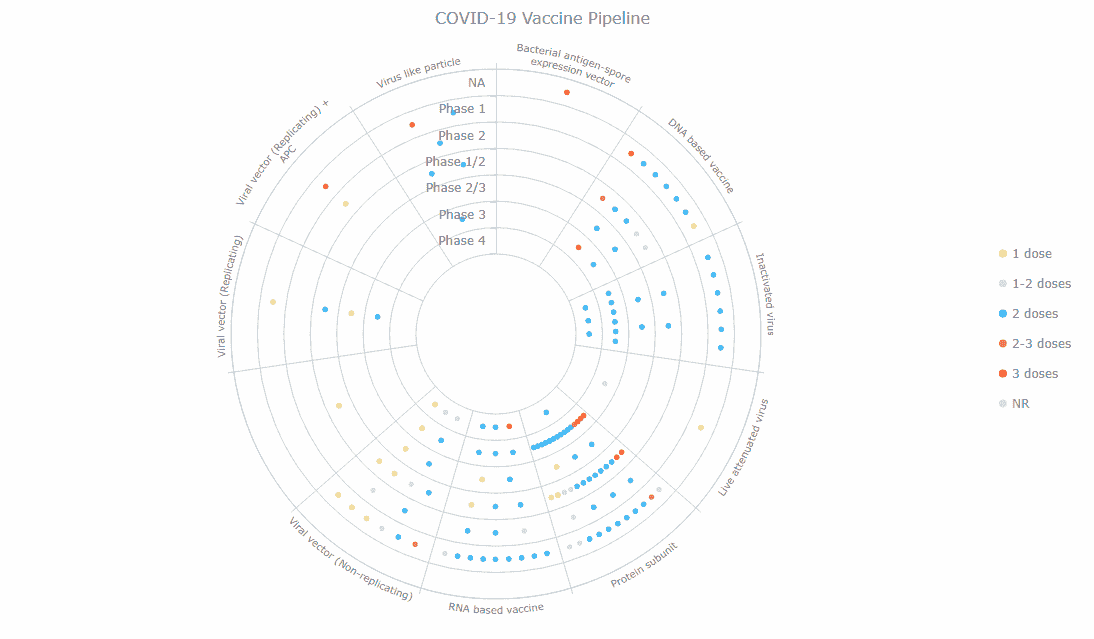 COVID-19 Vaccine Pipeline
Bacterial antigen-spore
expression vector
DNA based vaccine
Inactivated virus
Live attenuated virus
Protein subunit
RNA based vaccine
Viral vector (Non-replicating)
Viral vector (Replicating)
Viral vector (Replicating) +
APC
Virus like particle
NA
Phase 1
Phase 2
Phase 1/2
Phase 2/3
Phase 3
Phase 4
1 dose
1-2 doses
2 doses
2-3 doses
3 doses
NR